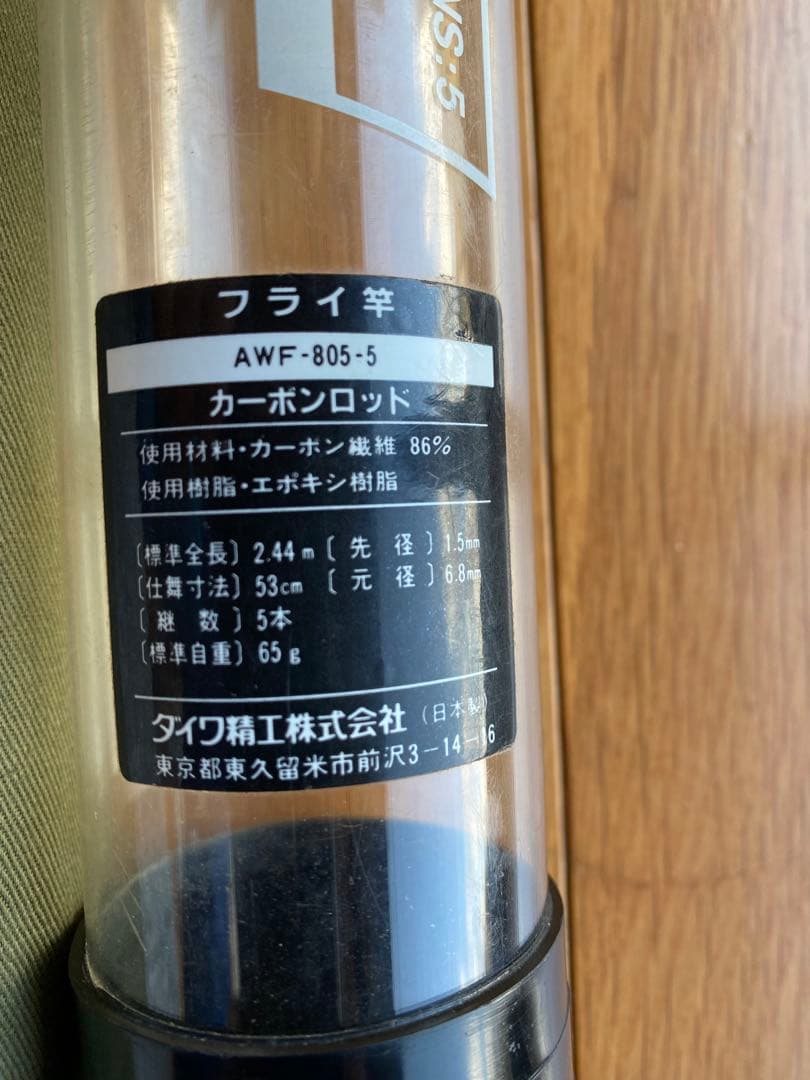 NS:5
フライ竿
AWF-805-5
カーボンロッド
使用材料・カーボン繊維 86%
使用樹脂・エポキシ樹脂
〔標準全長〕2.44m〔先径〕1.5mm
〔仕舞寸法〕53cm〔元径〕6.8mm
〔継数〕5本
〔標準自重〕65g
ダイワ精工株式会社(日本製)
東京都東久留米市前沢3-14-16